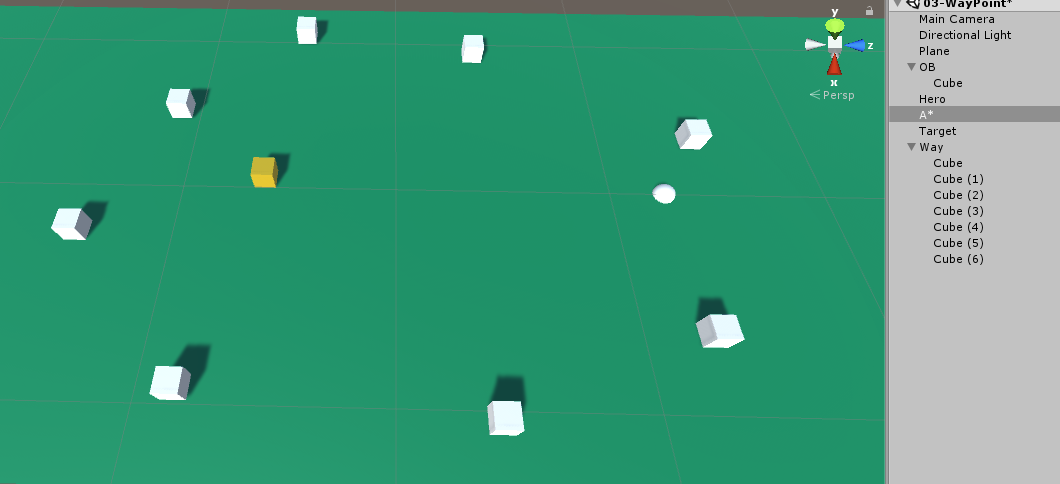 y
z
x
Persp
03-WayPoint*
Main Camera
Directional Light
Plane
OB
Cube
Hero
A*
Target
Way
Cube
Cube (1)
Cube (2)
Cube (3)
Cube (4)
Cube (5)
Cube (6)